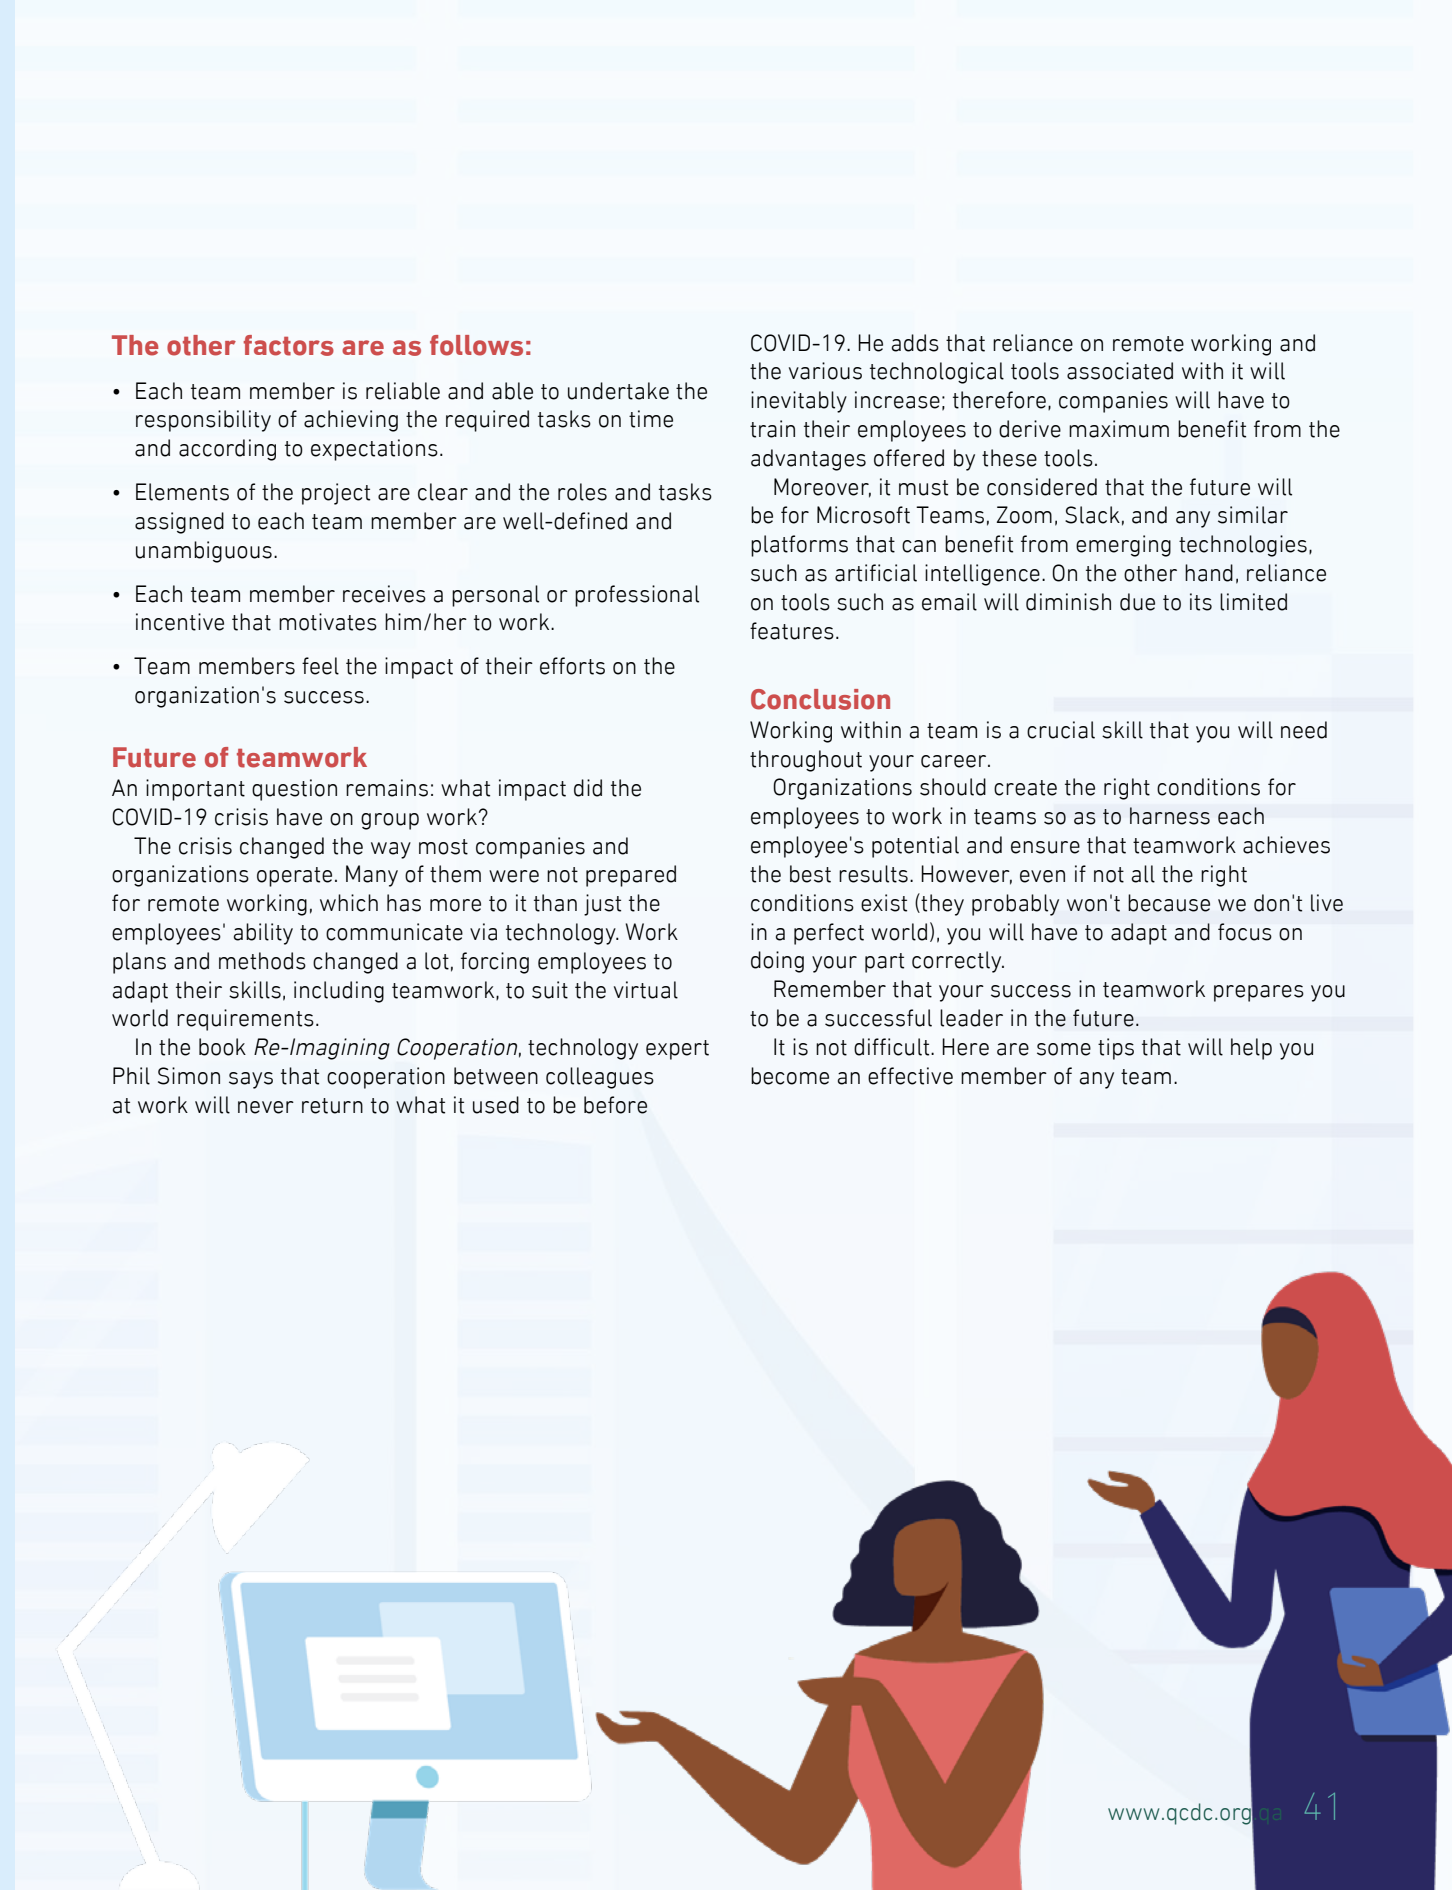 The other factors are as follows:
• Each team member is reliable and able to undertake the
responsibility of achieving the required tasks on time
and according to expectations.
• Elements of the project are clear and the roles and tasks
assigned to each team member are well-defined and
unambiguous.
• Each team member receives a personal or professional
incentive that motivates him/her to work.
• Team members feel the impact of their efforts on the
organization's success.
Future of teamwork
An important question remains: what impact did the
COVID-19 crisis have on group work?
The crisis changed the way most companies and
organizations operate. Many of them were not prepared
for remote working, which has more to it than just the
employees' ability to communicate via technology. Work
plans and methods changed a lot, forcing employees to
adapt their skills, including teamwork, to suit the virtual
world requirements.
In the book Re-Imagining Cooperation, technology expert
Phil Simon says that cooperation between colleagues
at work will never return to what it used to be before
COVID-19. He adds that reliance on remote working and
the various technological tools associated with it will
inevitably increase; therefore, companies will have to
train their employees to derive maximum benefit from the
advantages offered by these tools.
Moreover, it must be considered that the future will
be for Microsoft Teams, Zoom, Slack, and any similar
platforms that can benefit from emerging technologies,
such as artificial intelligence. On the other hand, reliance
on tools such as email will diminish due to its limited
features.
Conclusion
Working within a team is a crucial skill that you will need
throughout your career.
Organizations should create the right conditions for
employees to work in teams so as to harness each
employee's potential and ensure that teamwork achieves
the best results. However, even if not all the right
conditions exist (they probably won't because we don't live
in a perfect world), you will have to adapt and focus on
doing your part correctly.
Remember that your success in teamwork prepares you
to be a successful leader in the future.
It is not difficult. Here are some tips that will help you
become an effective member of any team.
www.qcdc.org.qa 41